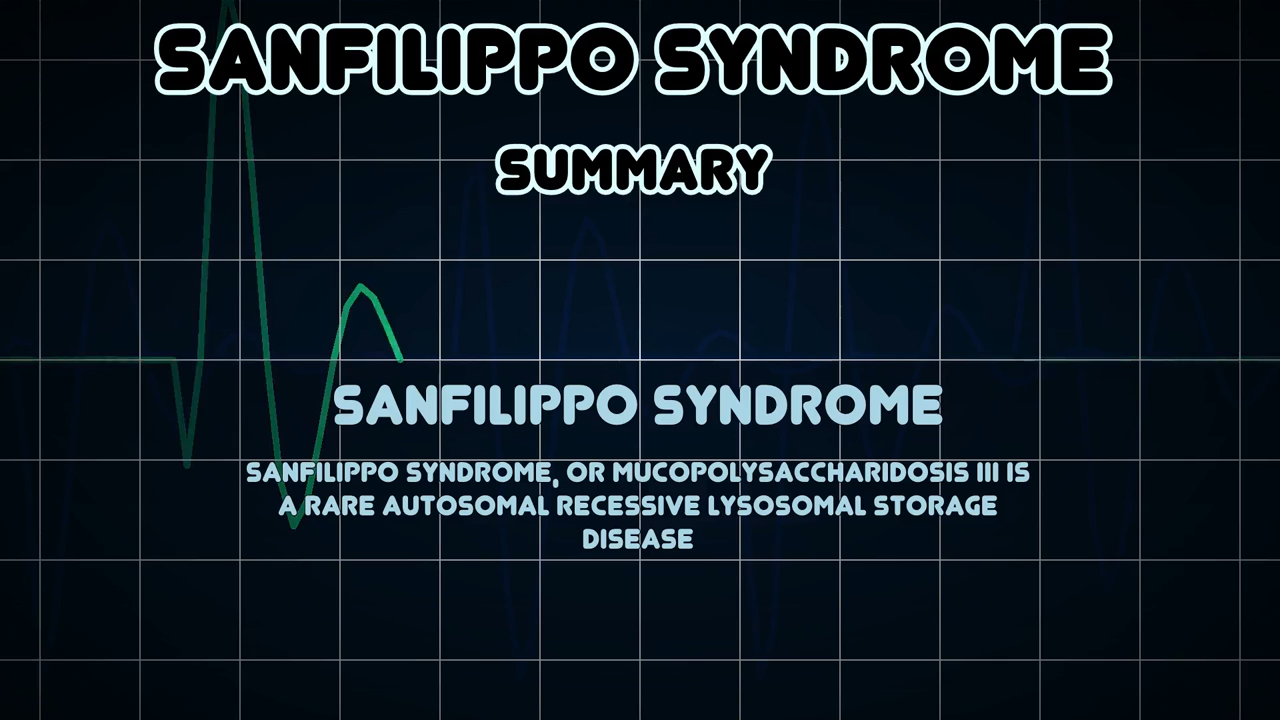 SANFILIPPO SYNDROME
SUMMARY
SANFILIPPO SYNDROME
SANFILIPPO SYNDROME, OR MUCOPOLYSACCHARIDOSIS III IS
A RARE AUTOSOMAL RECESSIVE LYSOSOMAL STORAGE
DISEASE